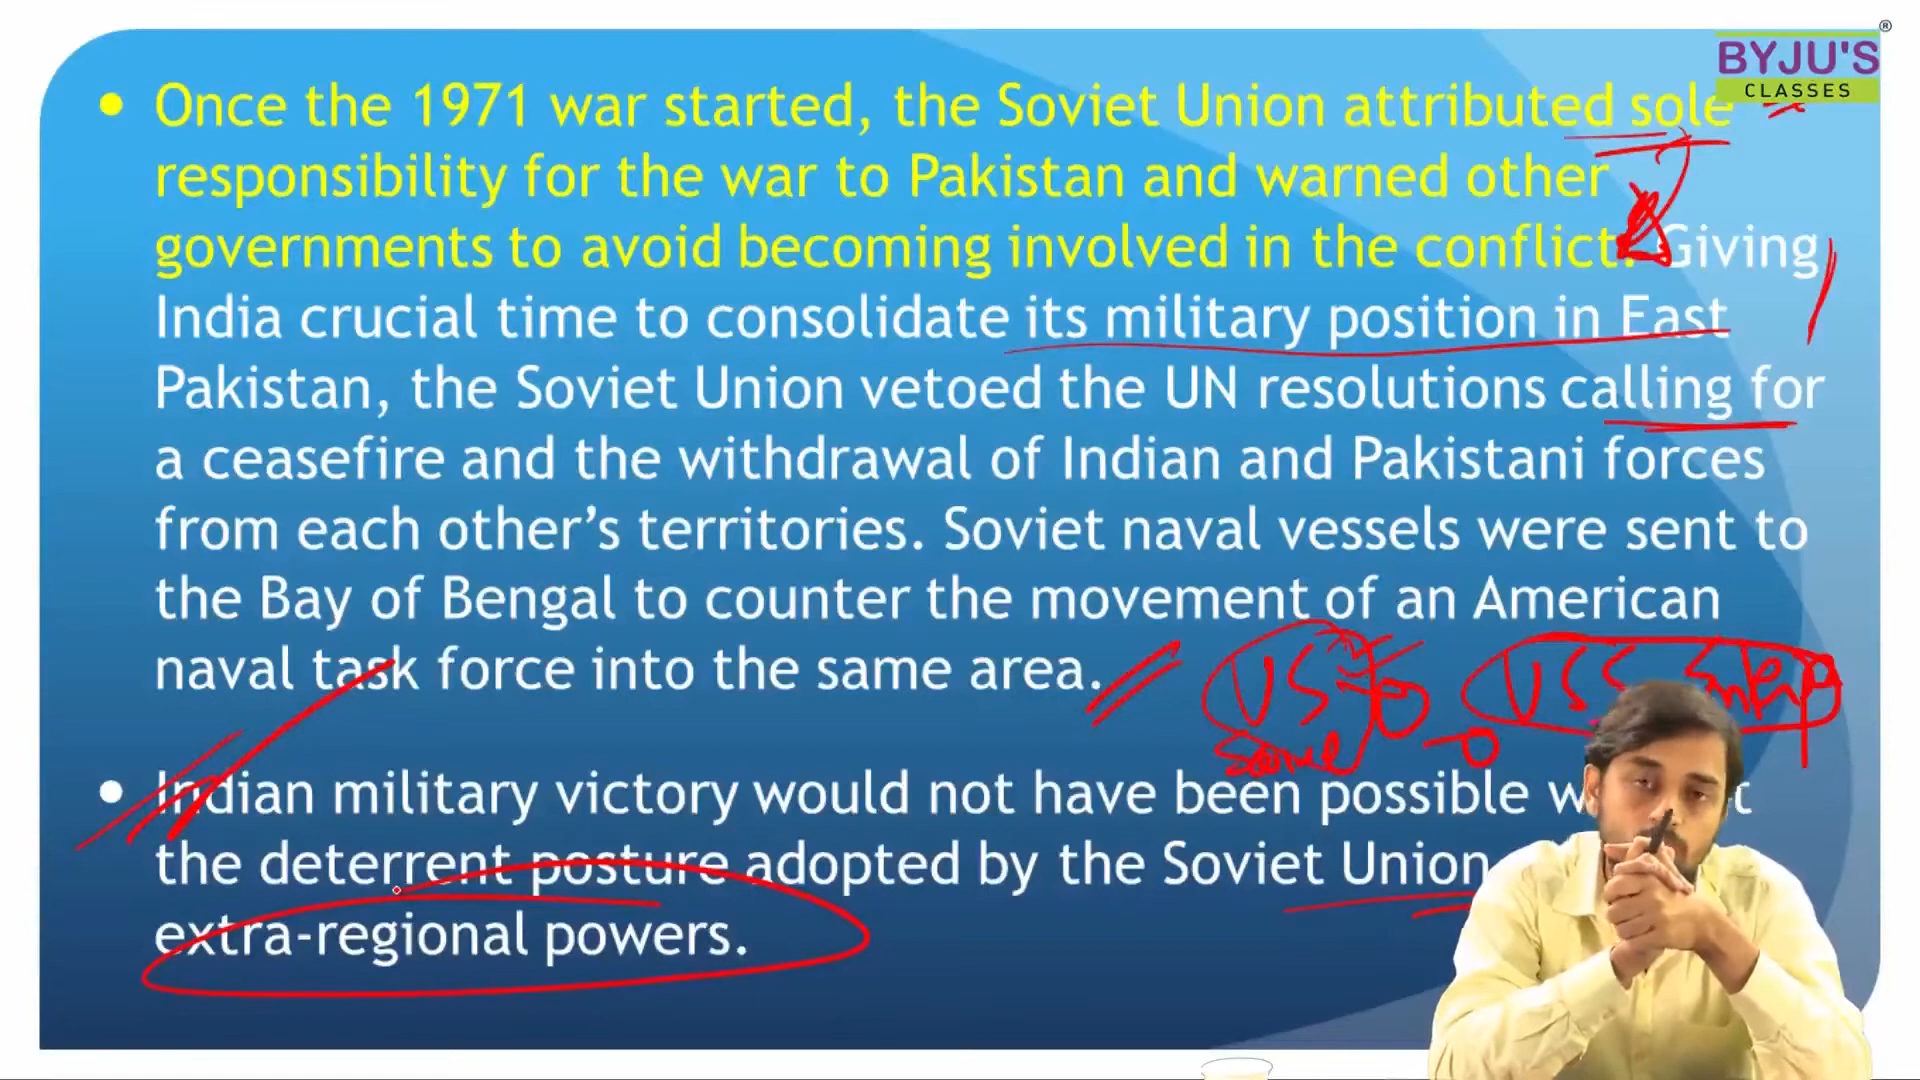 BYJU'S
CLASSES
®
• Once the 1971 war started, the Soviet Union attributed sole
responsibility for the war to Pakistan and warned other
governments to avoid becoming involved in the conflict. Giving
India crucial time to consolidate its military position in East
Pakistan, the Soviet Union vetoed the UN resolutions calling for
a ceasefire and the withdrawal of Indian and Pakistani forces
from each other's territories. Soviet naval vessels were sent to
the Bay of Bengal to counter the movement of an American
naval task force into the same area.
US
USS
• Indian military victory would not have been possible
the deterrent posture adopted by the Soviet Union
extra-regional powers.